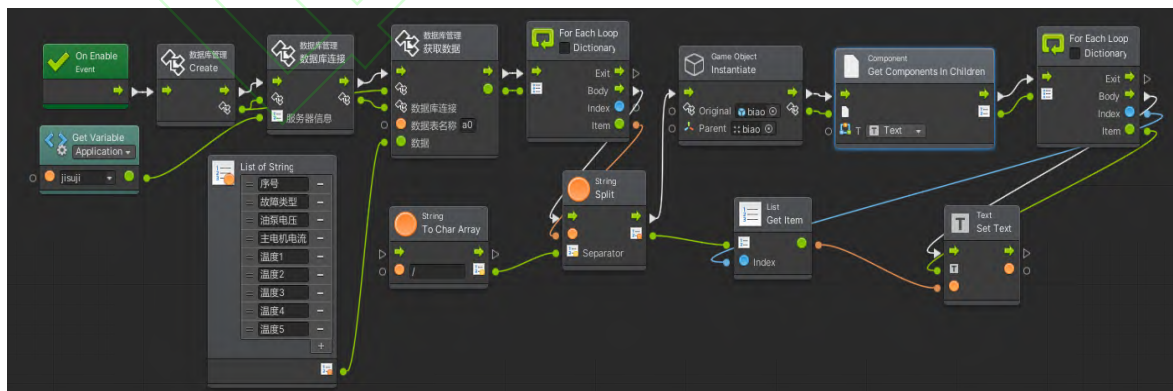 On Enable
Event
数据库管理
Create
数据库管理
数据库连接
服务器信息
数据库管理
获取数据
数据库连接
数据表名称 a0
数据
For Each Loop
Dictionary
Exit
Body
Index
Item
Game Object
Instantiate
Original biao
Parent biao
Component
Get Components In Children
T Text
For Each Loop
Dictionary
Exit
Body
Index
Item
Get Variable
Application
jisuji
List of String
序号
故障类型
油泵电压
主电机电流
温度1
温度2
温度3
温度4
温度5
String
To Char Array
/
String
Split
Separator
List
Get Item
Index
Text
Set Text
T